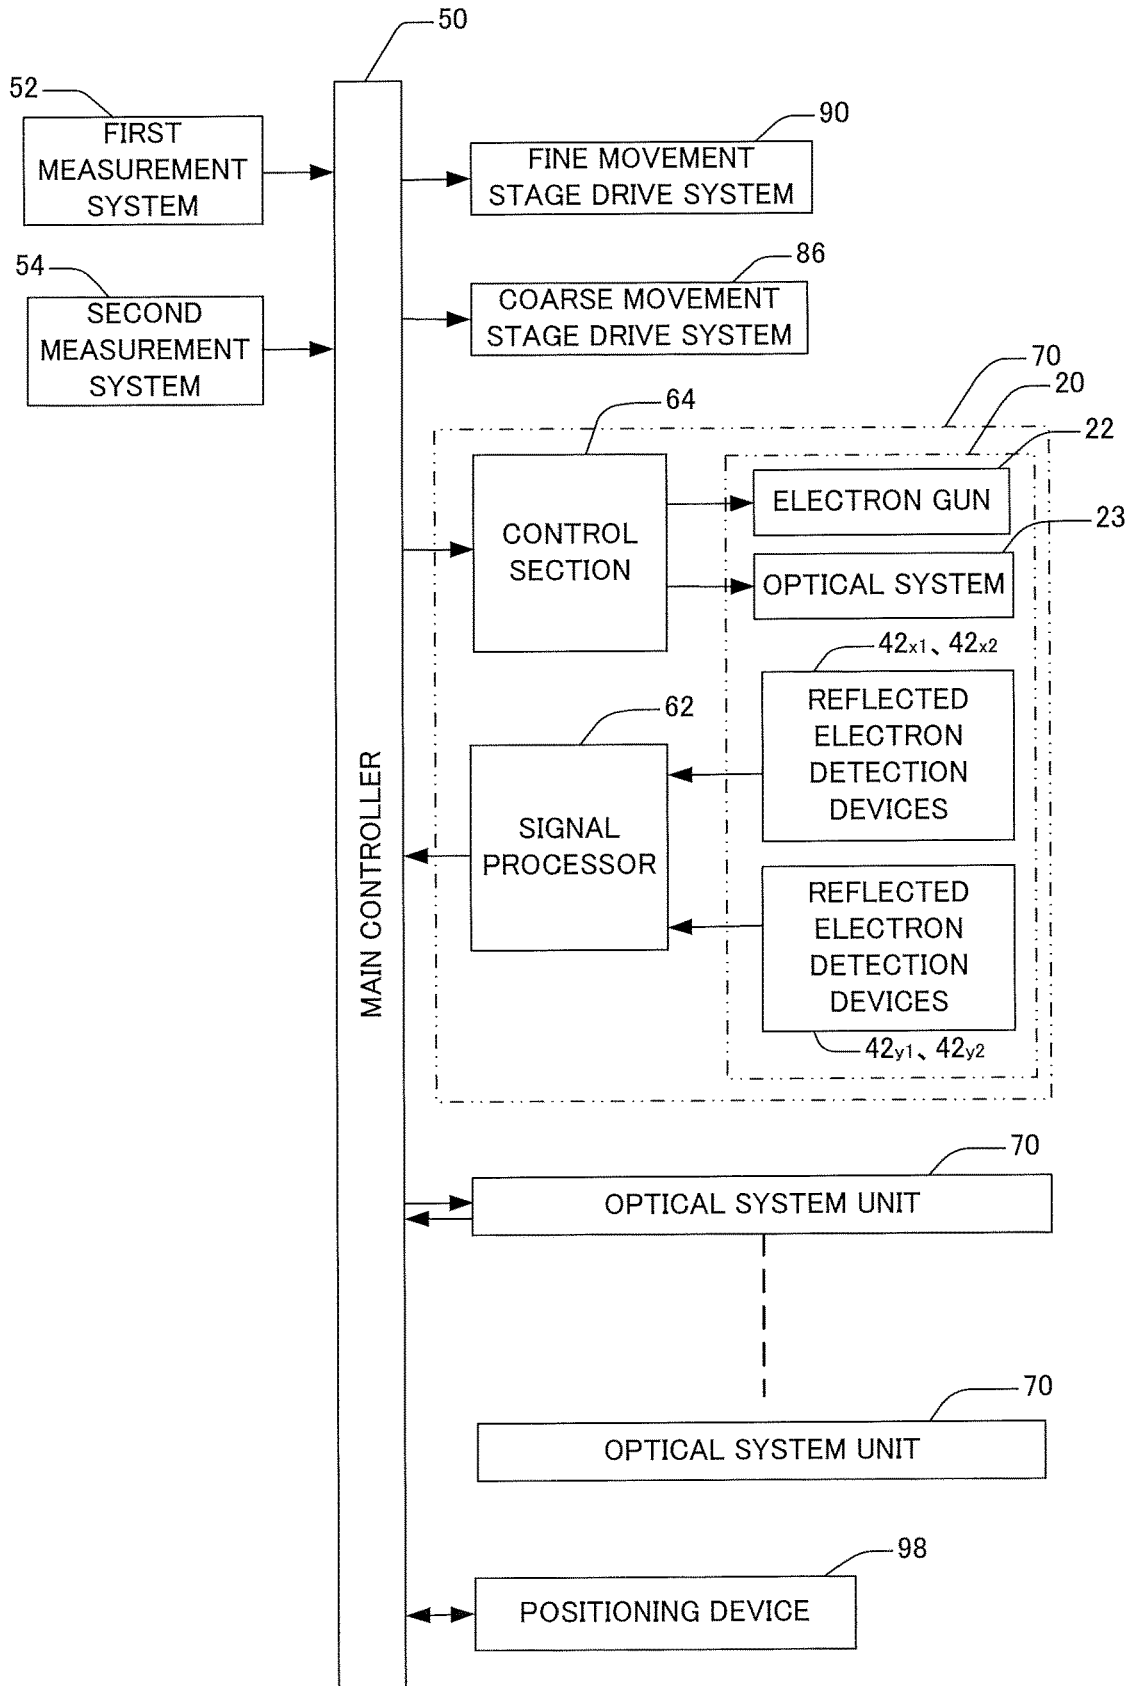 50
52
FIRST
MEASUREMENT
SYSTEM
90
FINE MOVEMENT
STAGE DRIVE SYSTEM
54
SECOND
MEASUREMENT
SYSTEM
86
COARSE MOVEMENT
STAGE DRIVE SYSTEM
70
20
64
22
CONTROL
SECTION
ELECTRON GUN
23
OPTICAL SYSTEM
42x1、42x2
REFLECTED
ELECTRON
DETECTION
DEVICES
62
SIGNAL
PROCESSOR
REFLECTED
ELECTRON
DETECTION
DEVICES
42y1、42y2
MAIN CONTROLLER
70
OPTICAL SYSTEM UNIT
70
OPTICAL SYSTEM UNIT
98
POSITIONING DEVICE